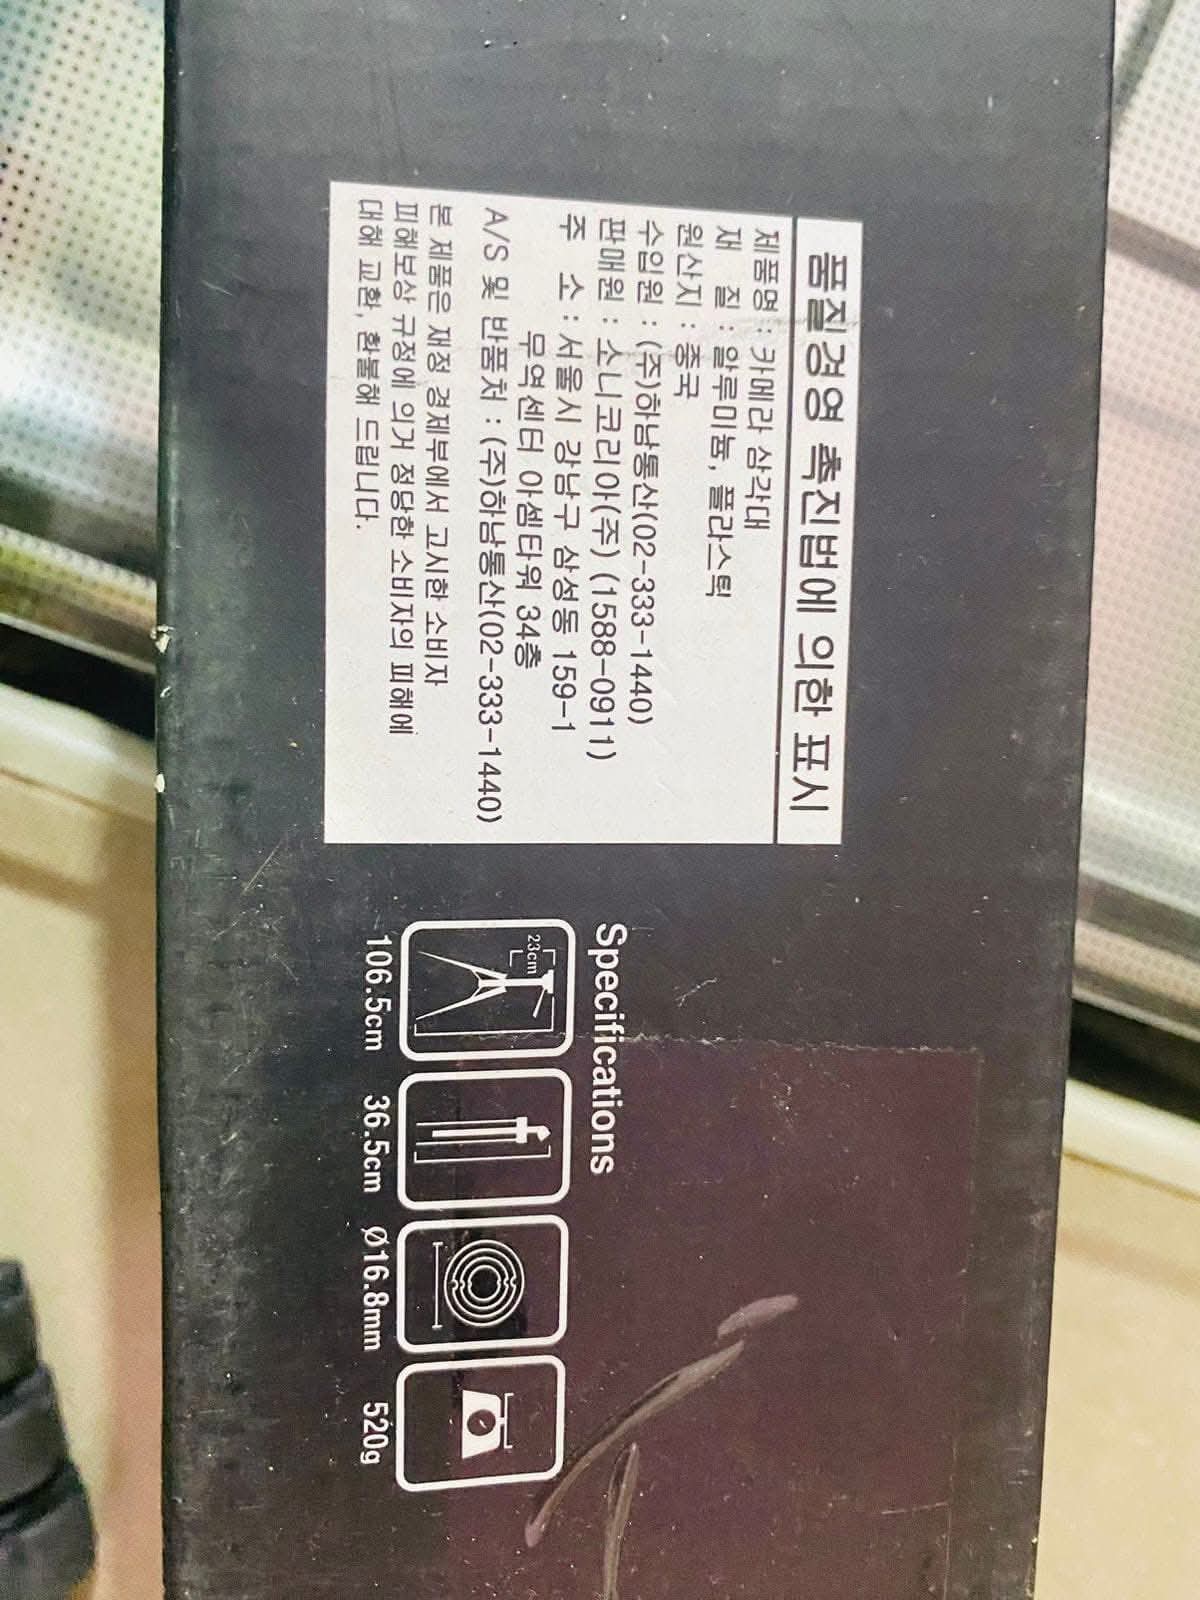 품질경영 촉진법에 의한 표시
제품명 : 카메라 삼각대
재 질 : 알루미늄, 플라스틱
원산지 : 중국
수입원 : (주)하남통산(02-333-1440)
판매원 : 소니코리아(주) (1588-0911)
주 소 : 서울시 강남구 삼성동 159-1
무역센터 아셈타워 34층
A/S 및 반품처 : (주)하남통산(02-333-1440)
본 제품은 재정 경제부에서 고시한 소비자
피해보상 규정에 의거 정당한 소비자의 피해에
대해 교환, 환불해 드립니다.
Specifications
23cm
106.5cm 36.5cm Ø16.8mm 520g